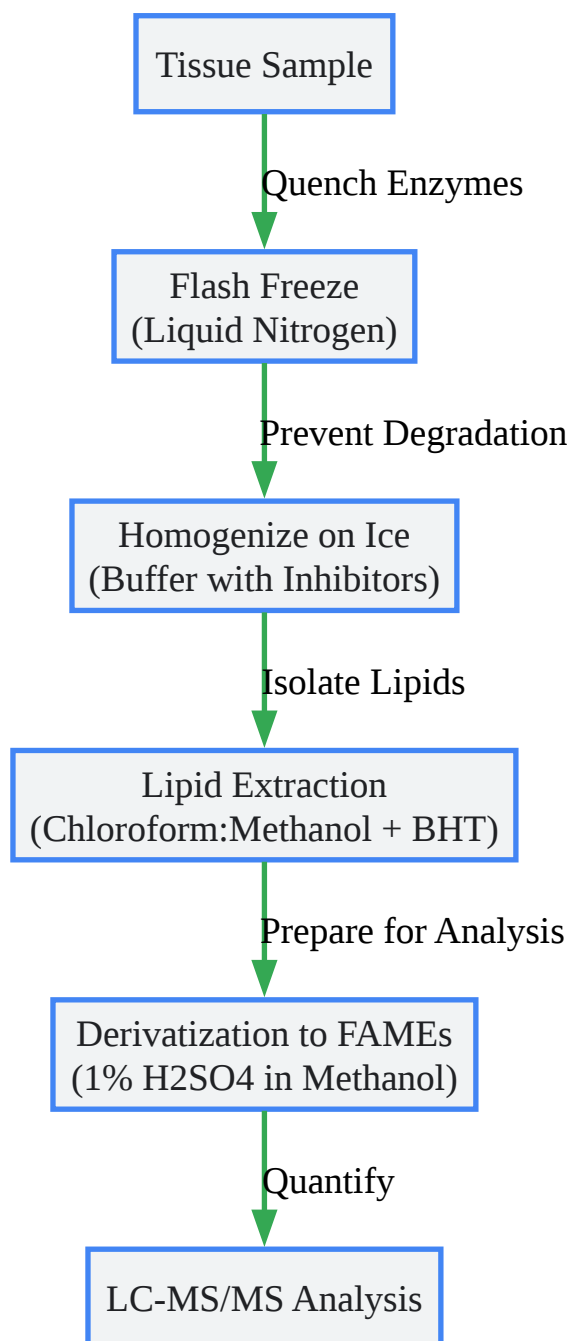 Tissue Sample
Quench Enzymes
Flash Freeze
(Liquid Nitrogen)
Prevent Degradation
Homogenize on Ice
(Buffer with Inhibitors)
Isolate Lipids
Lipid Extraction
(Chloroform:Methanol + BHT)
Prepare for Analysis
Derivatization to FAMEs
(1% H2SO4 in Methanol)
Quantify
LC-MS/MS Analysis